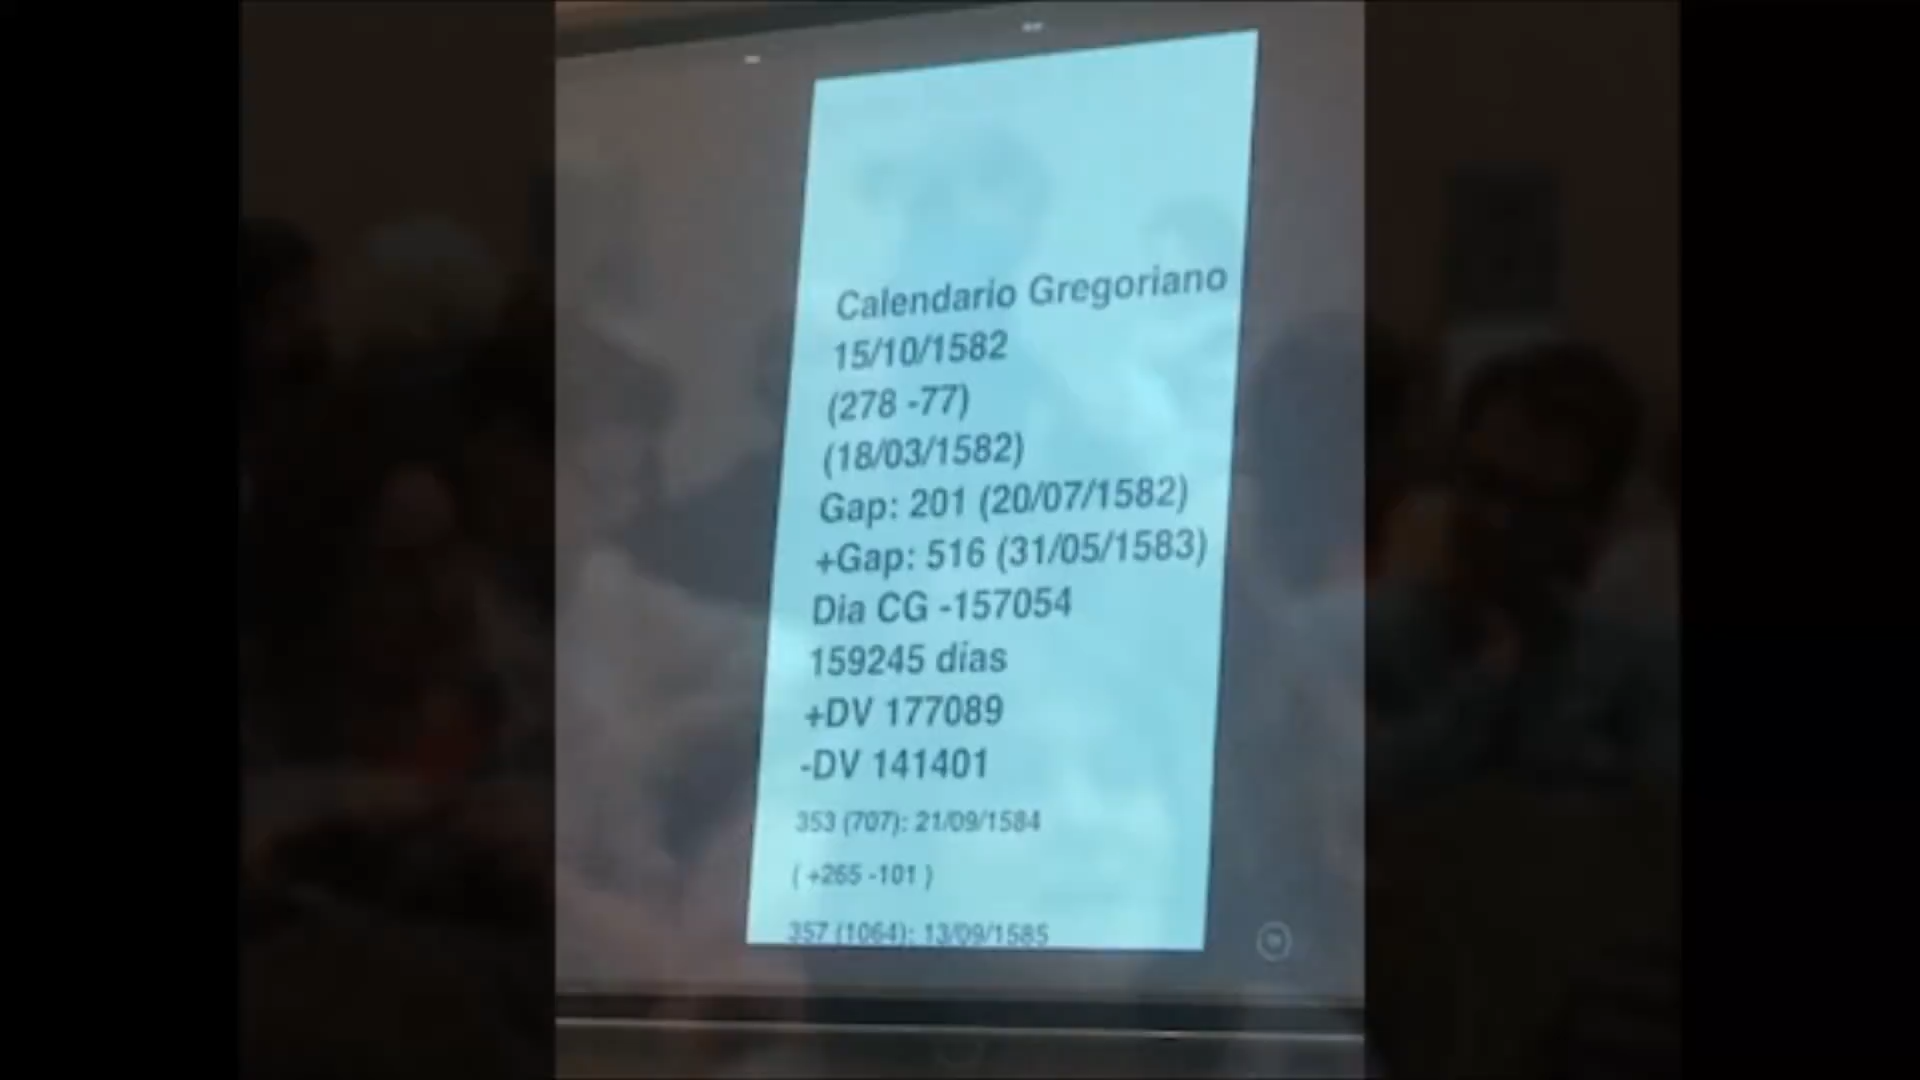 Calendario Gregoriano
15/10/1582
(278 -77)
(18/03/1582)
Gap: 201 (20/07/1582)
+Gap: 516 (31/05/1583)
Dia CG -157054
159245 días
+DV 177089
-DV 141401
353 (707): 21/09/1584
( +265 -101 )
357 (1064): 13/09/1585